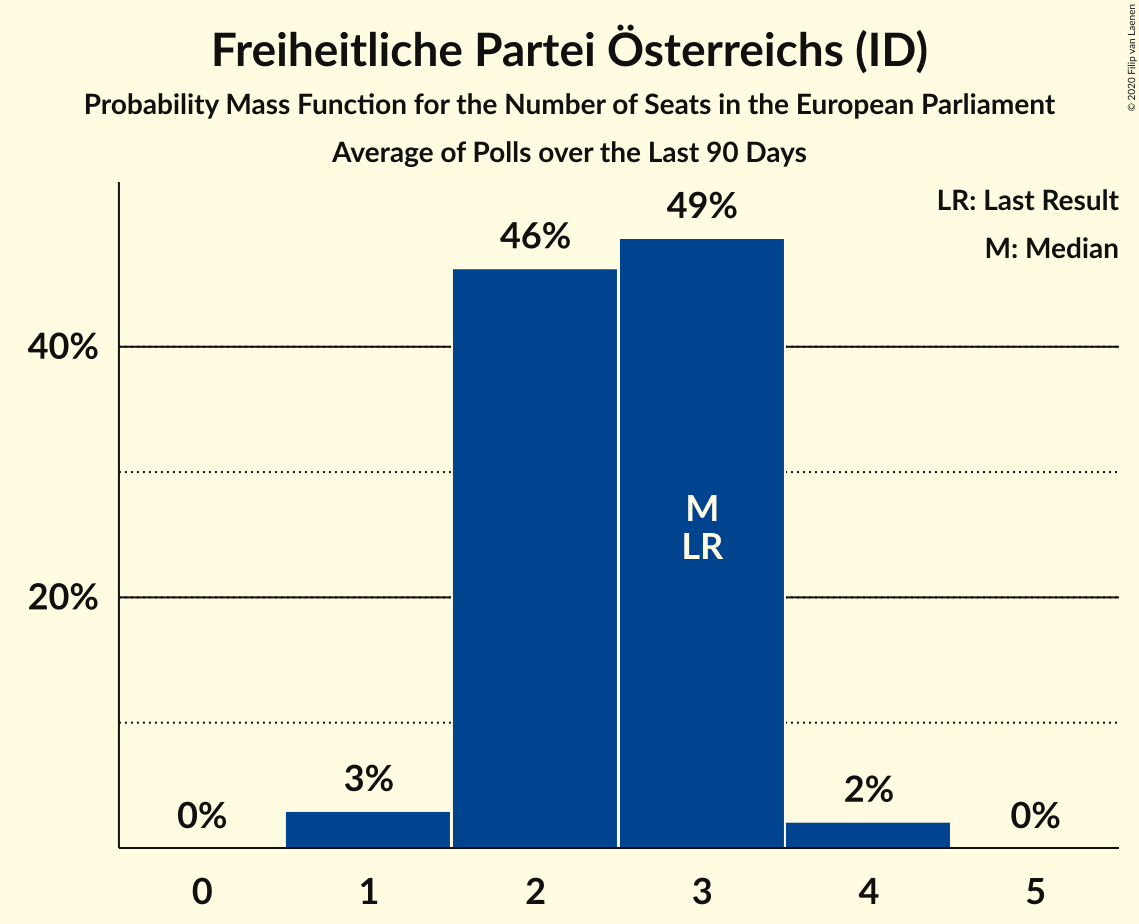 Freiheitliche Partei Österreichs (ID)
Probability Mass Function for the Number of Seats in the European Parliament
Average of Polls over the Last 90 Days
© 2020 Filip van Laenen
LR: Last Result
M: Median
40%
20%
0%
3%
46%
49%
2%
0%
M
LR
0
1
2
3
4
5